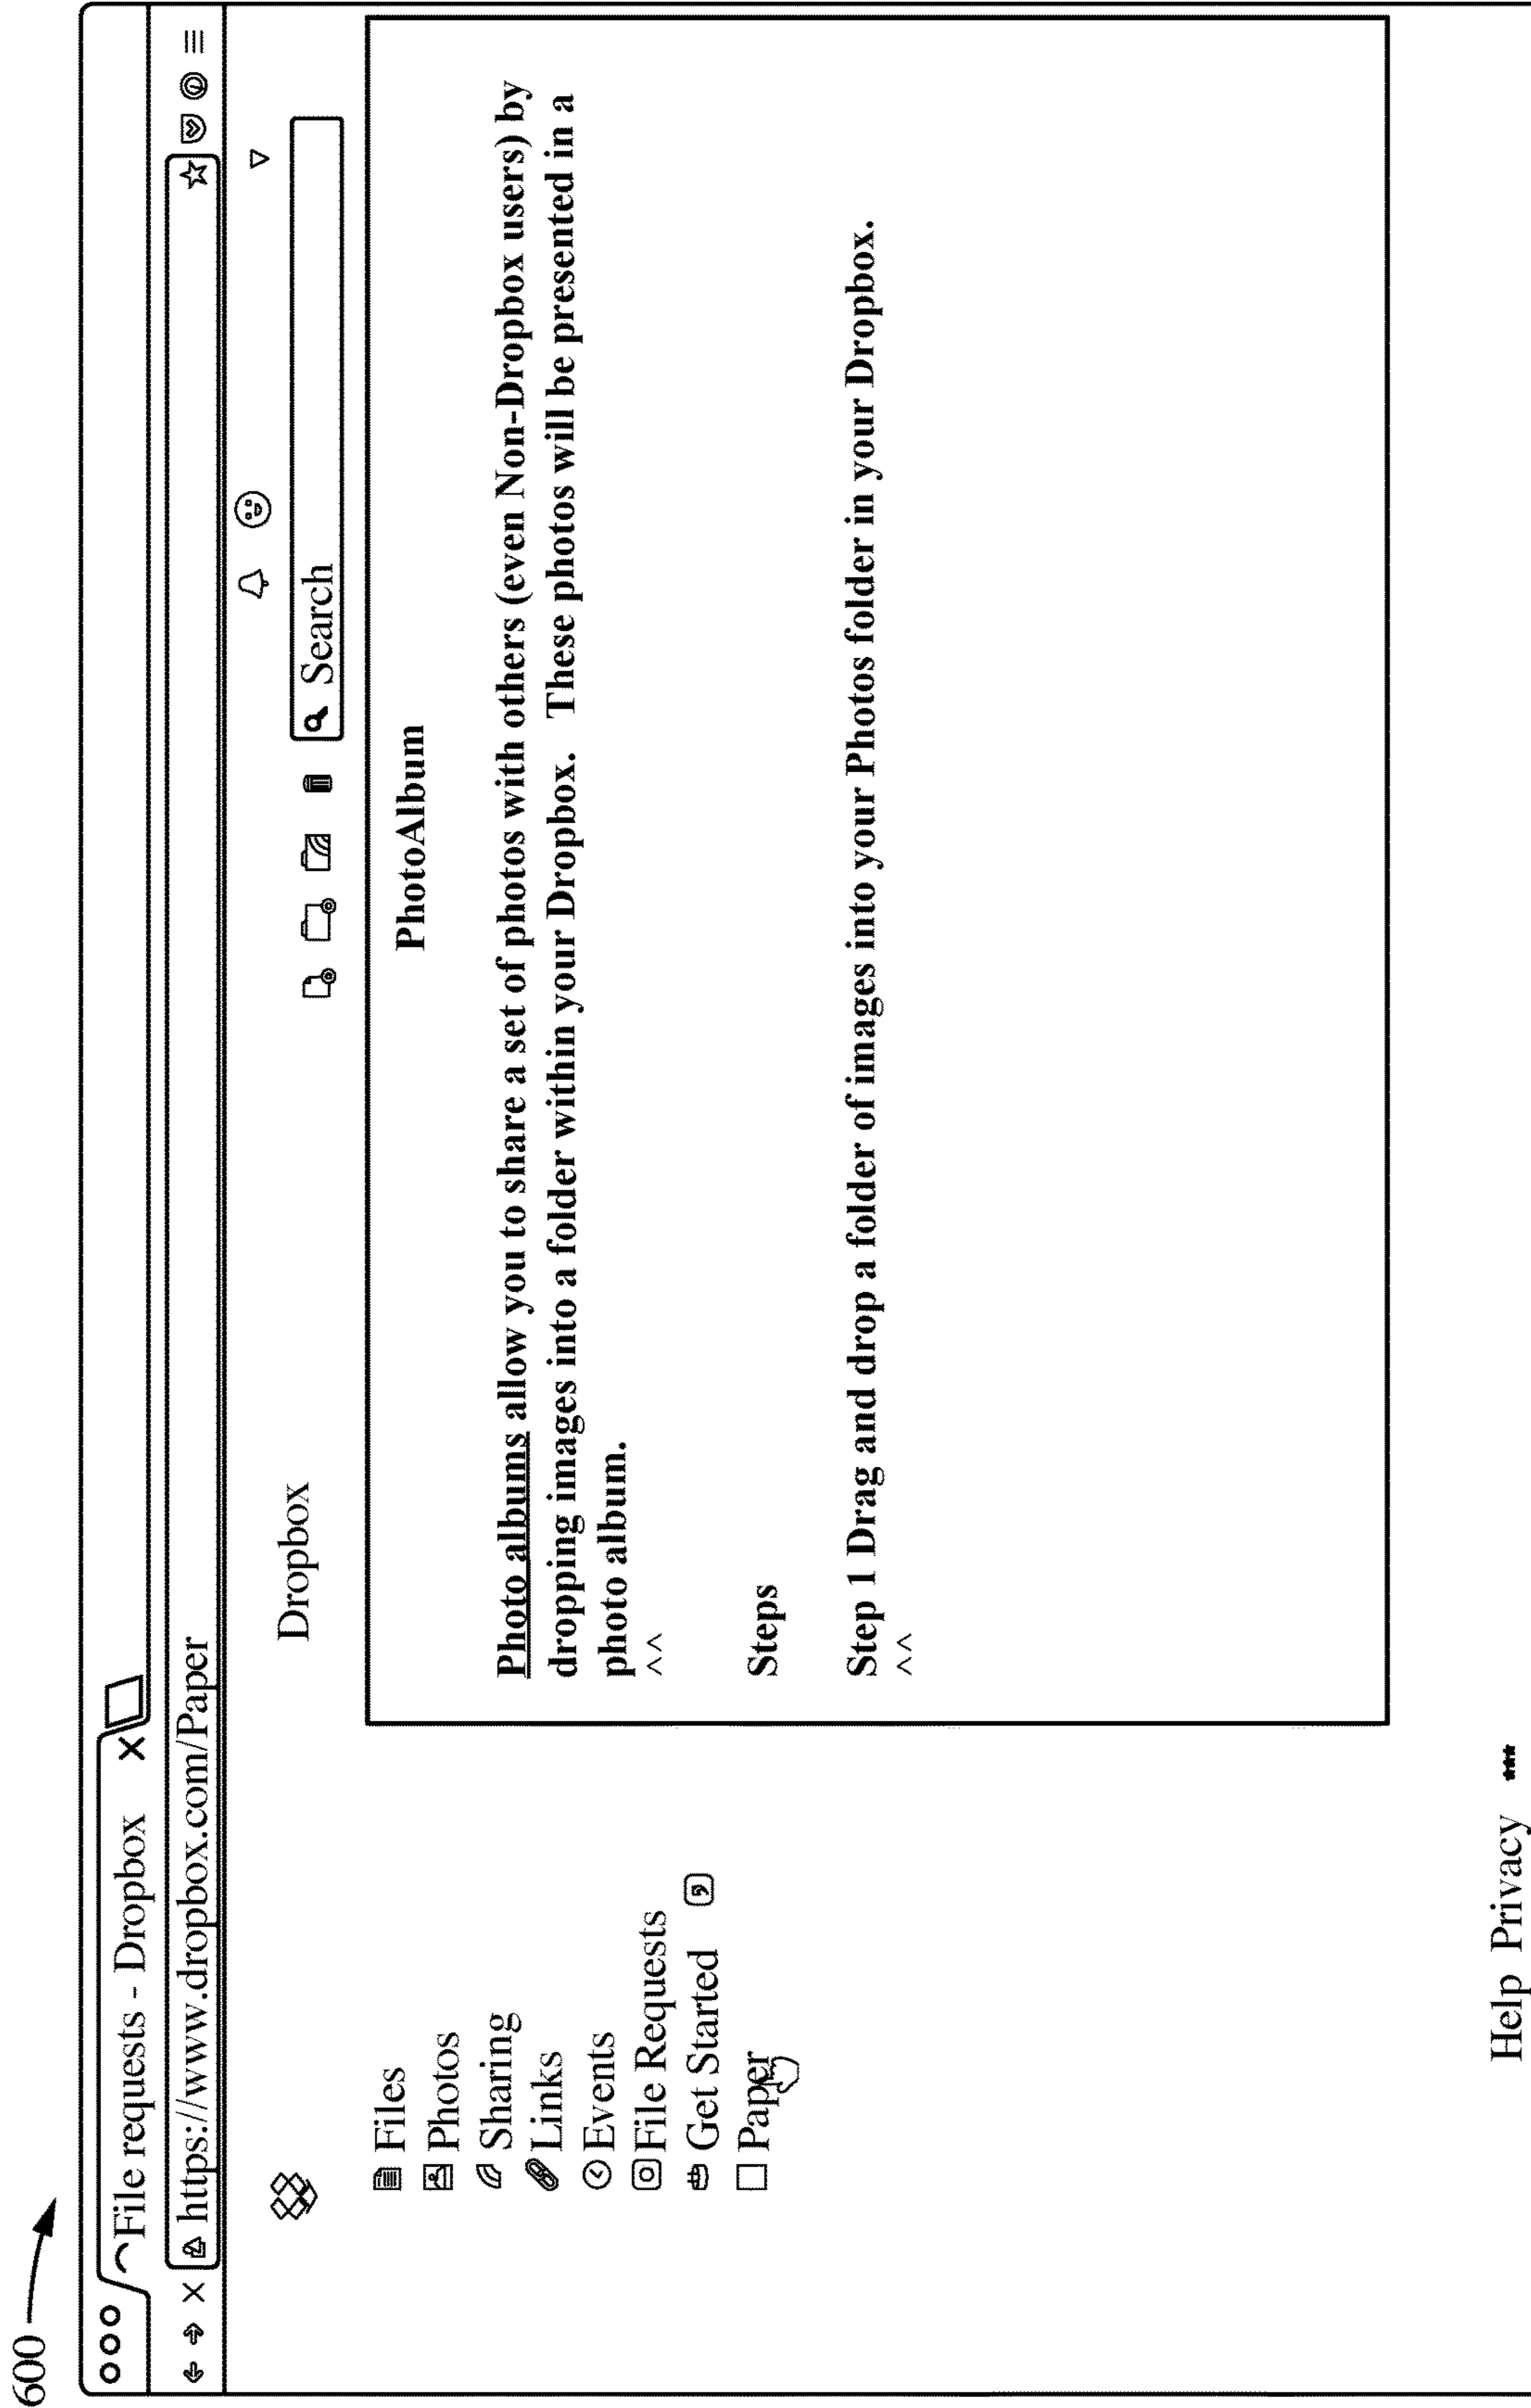 600
File requests - Dropbox X
https://www.dropbox.com/Paper
Dropbox
Search
Files
Photos
Sharing
Links
Events
File Requests
Get Started
Paper
PhotoAlbum
Photo albums allow you to share a set of photos with others (even Non-Dropbox users) by
dropping images into a folder within your Dropbox. These photos will be presented in a
photo album.
^^
Steps
Step 1 Drag and drop a folder of images into your Photos folder in your Dropbox.
^^
Help Privacy